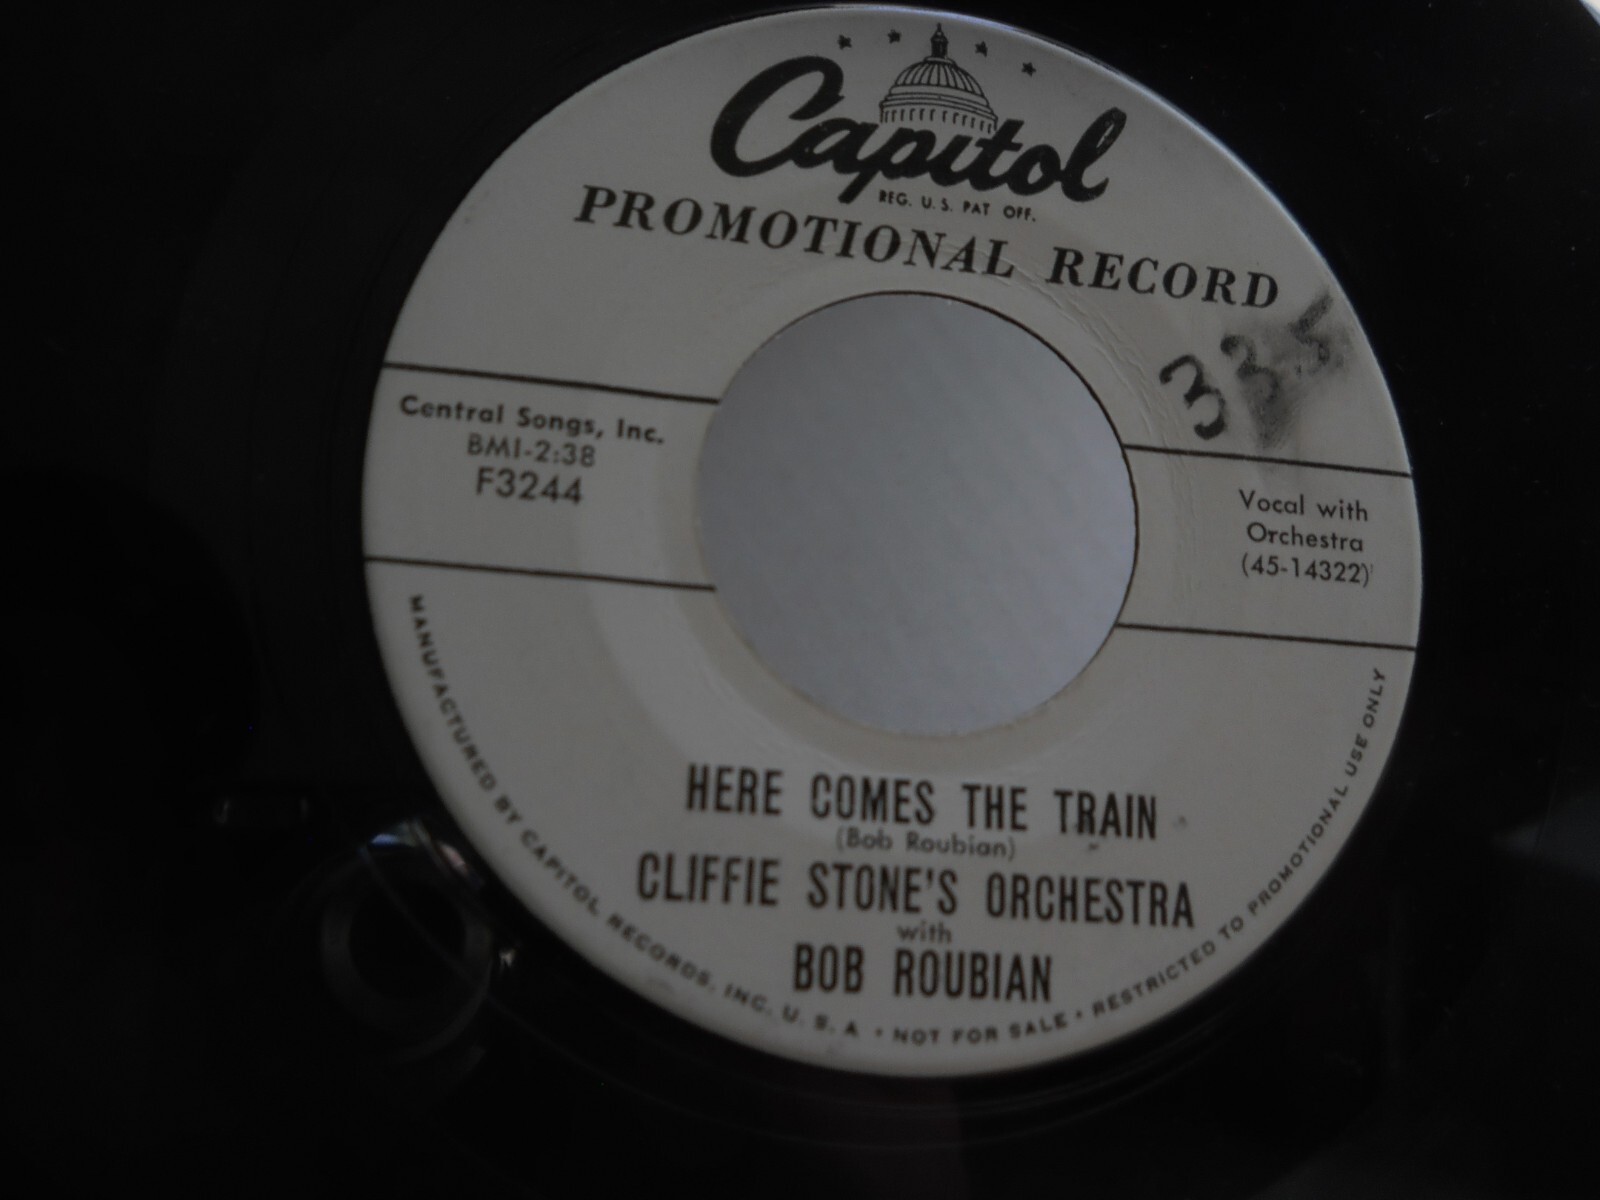 Capitol
REG. U.S. PAT OFF.
PROMOTIONAL RECORD
335
Central Songs, Inc.
BMI-2:38
F3244
Vocal with
Orchestra
(45-14322)
HERE COMES THE TRAIN
(Bob Roubian)
CLIFFIE STONE'S ORCHESTRA
with
BOB ROUBIAN
MANUFACTURED BY CAPITOL RECORDS, INC. U. S. A • NOT FOR SALE • RESTRICTED TO PROMOTIONAL USE ONLY